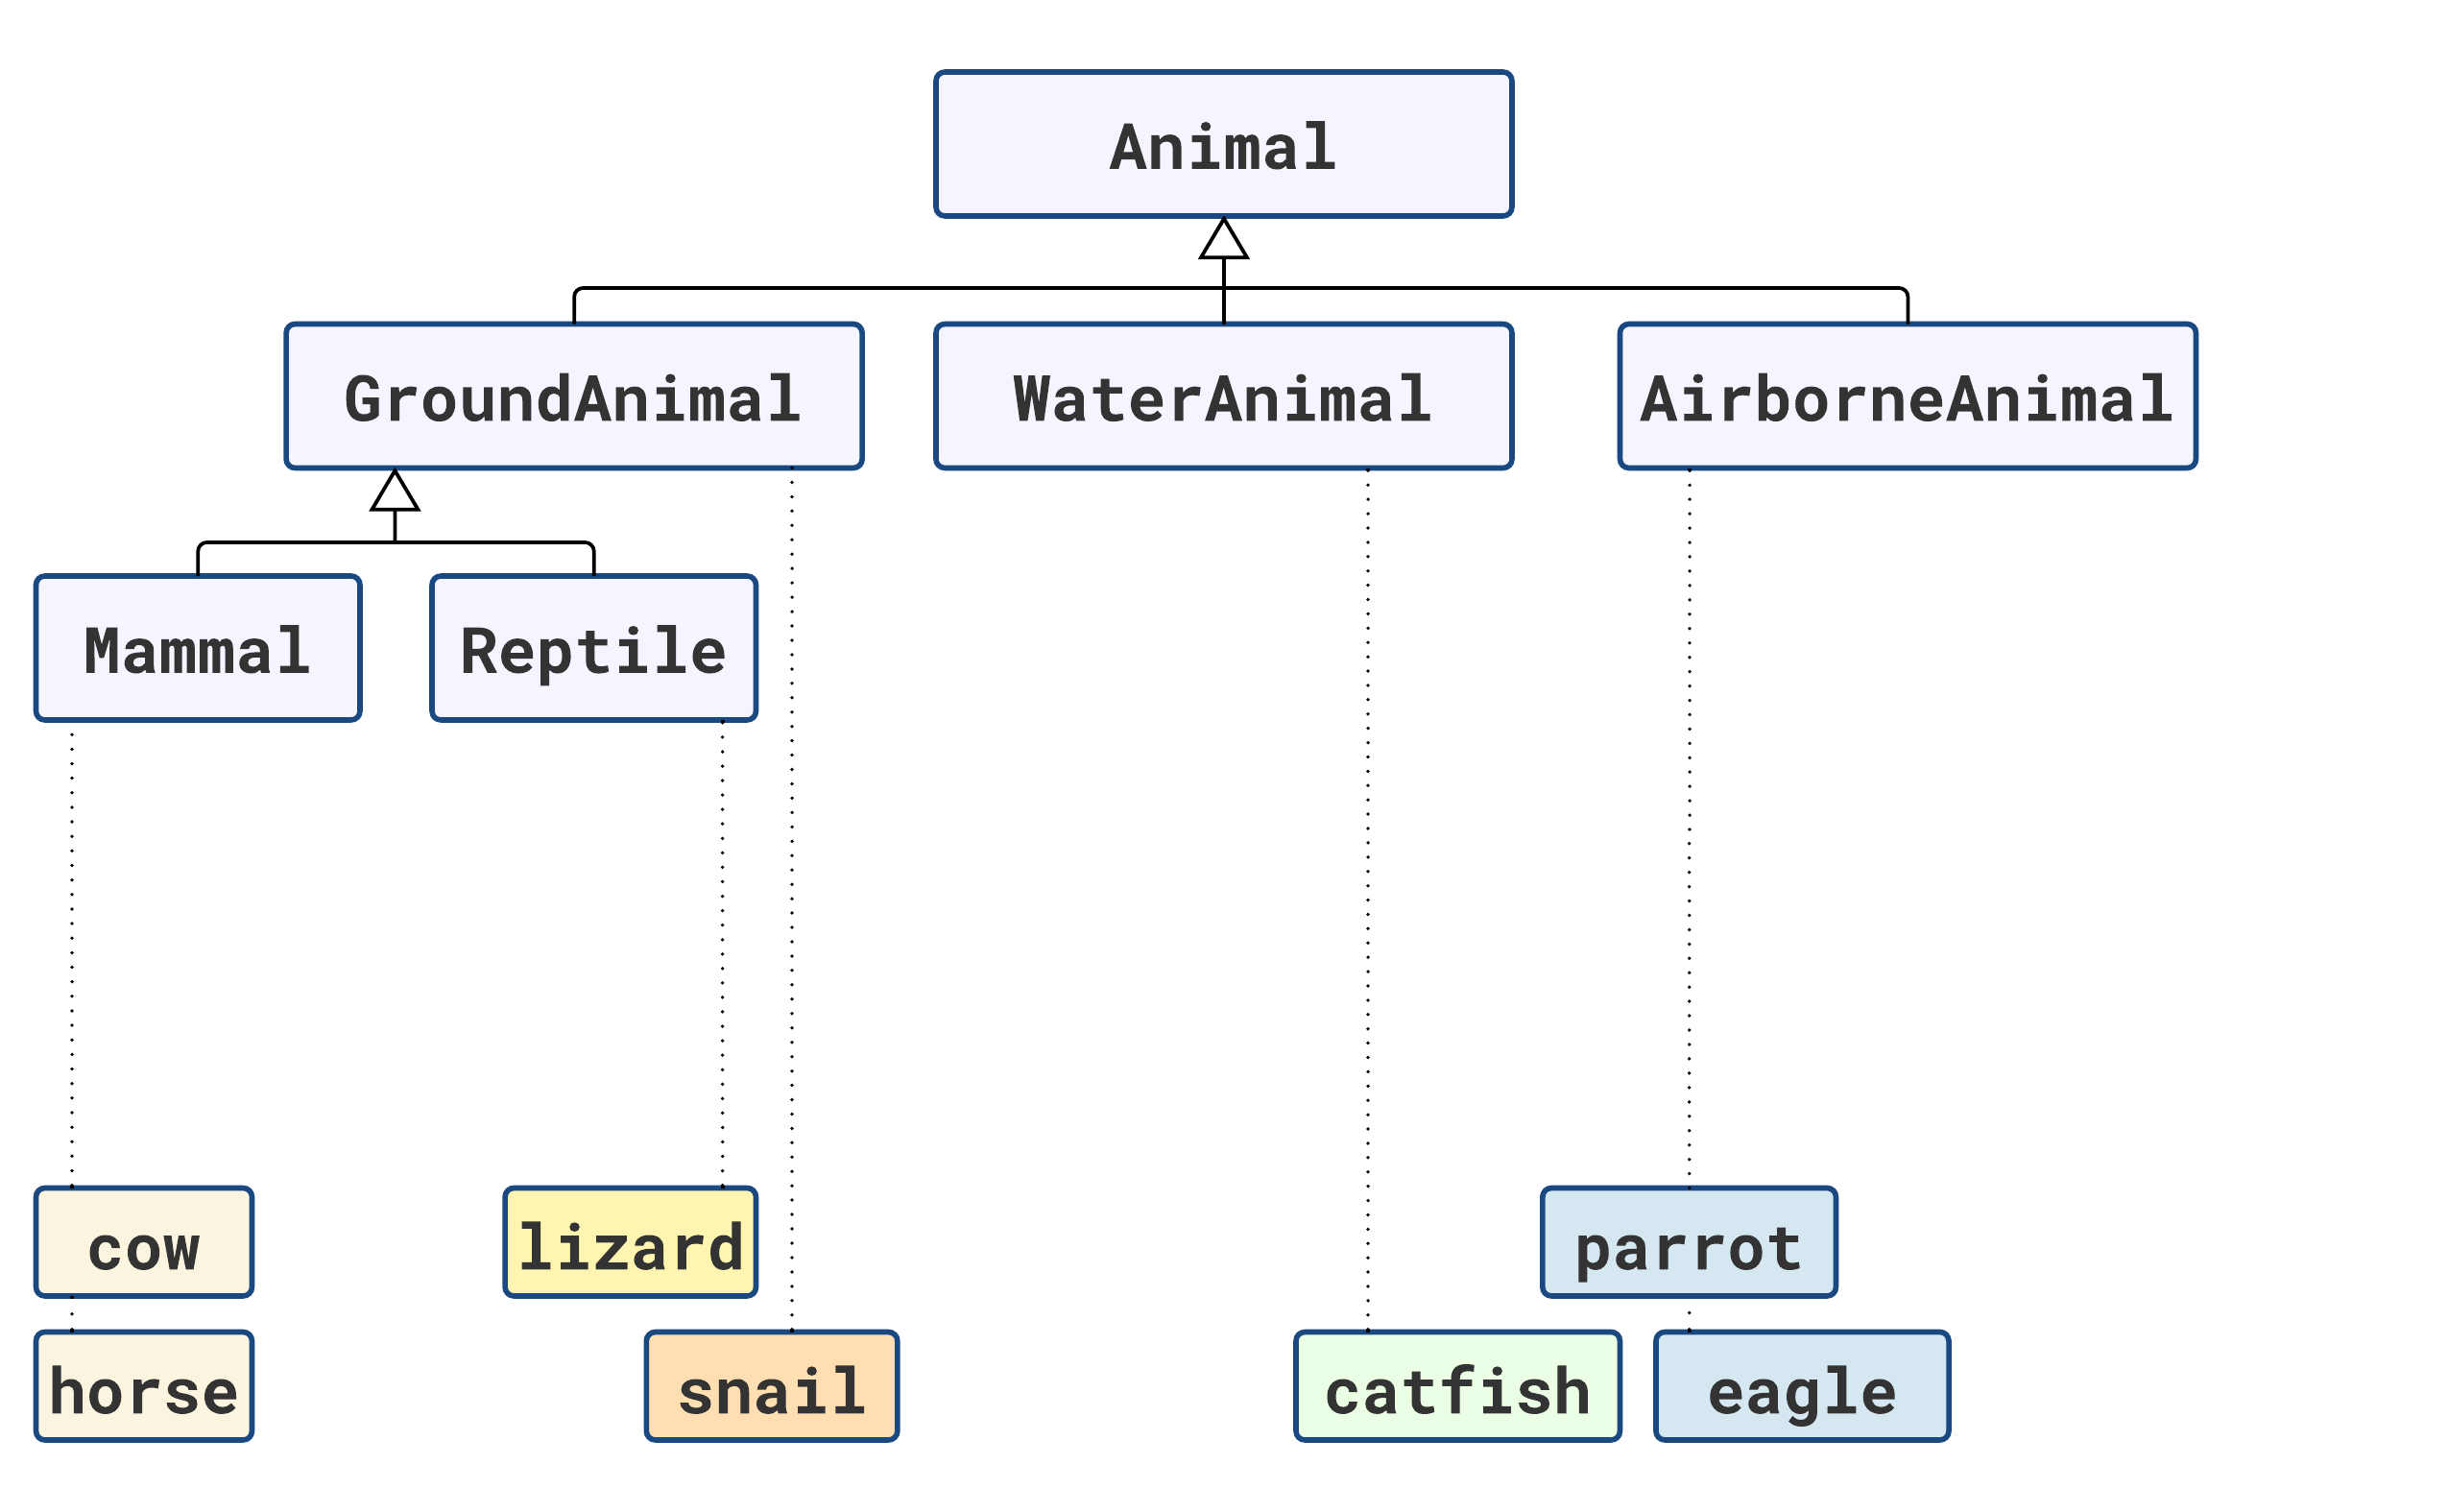 Animal
GroundAnimal
WaterAnimal
AirborneAnimal
Mammal
Reptile
cow
lizard
parrot
horse
snail
catfish
eagle